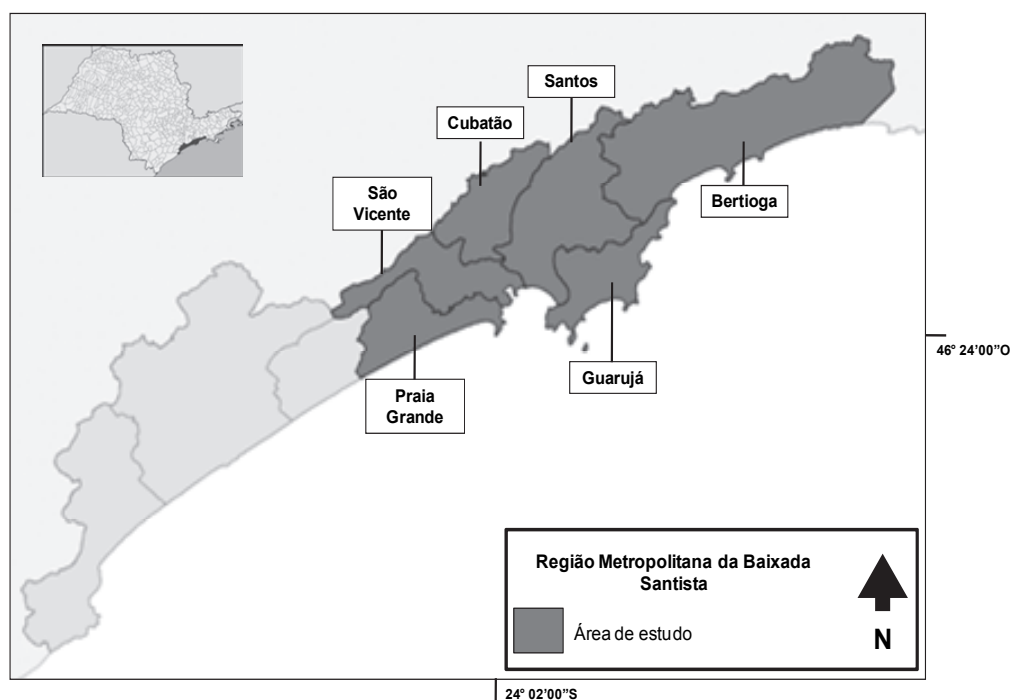 Santos
Cubatão
São
Vicente
Bertioga
46° 24’00’’O
Guarujá
Praia
Grande
Região Metropolitana da Baixada
Santista
Área de estudo
N
24° 02’00’’S